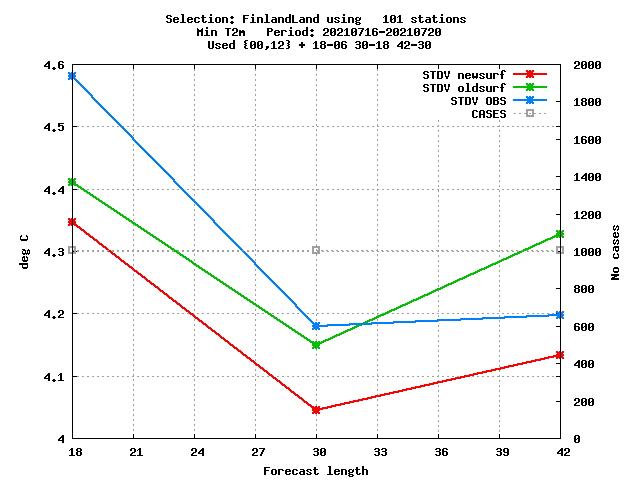 Selection: FinlandLand using   101 stations
Min T2m   Period: 20210716-20210720
Used {00,12} + 18-06 30-18 42-30
STDV newsurf
STDV oldsurf
STDV OBS
CASES
4.6
4.5
4.4
4.3
4.2
4.1
4
deg C
2000
1800
1600
1400
1200
1000
800
600
400
200
0
No cases
18 21 24 27 30 33 36 39 42
Forecast length